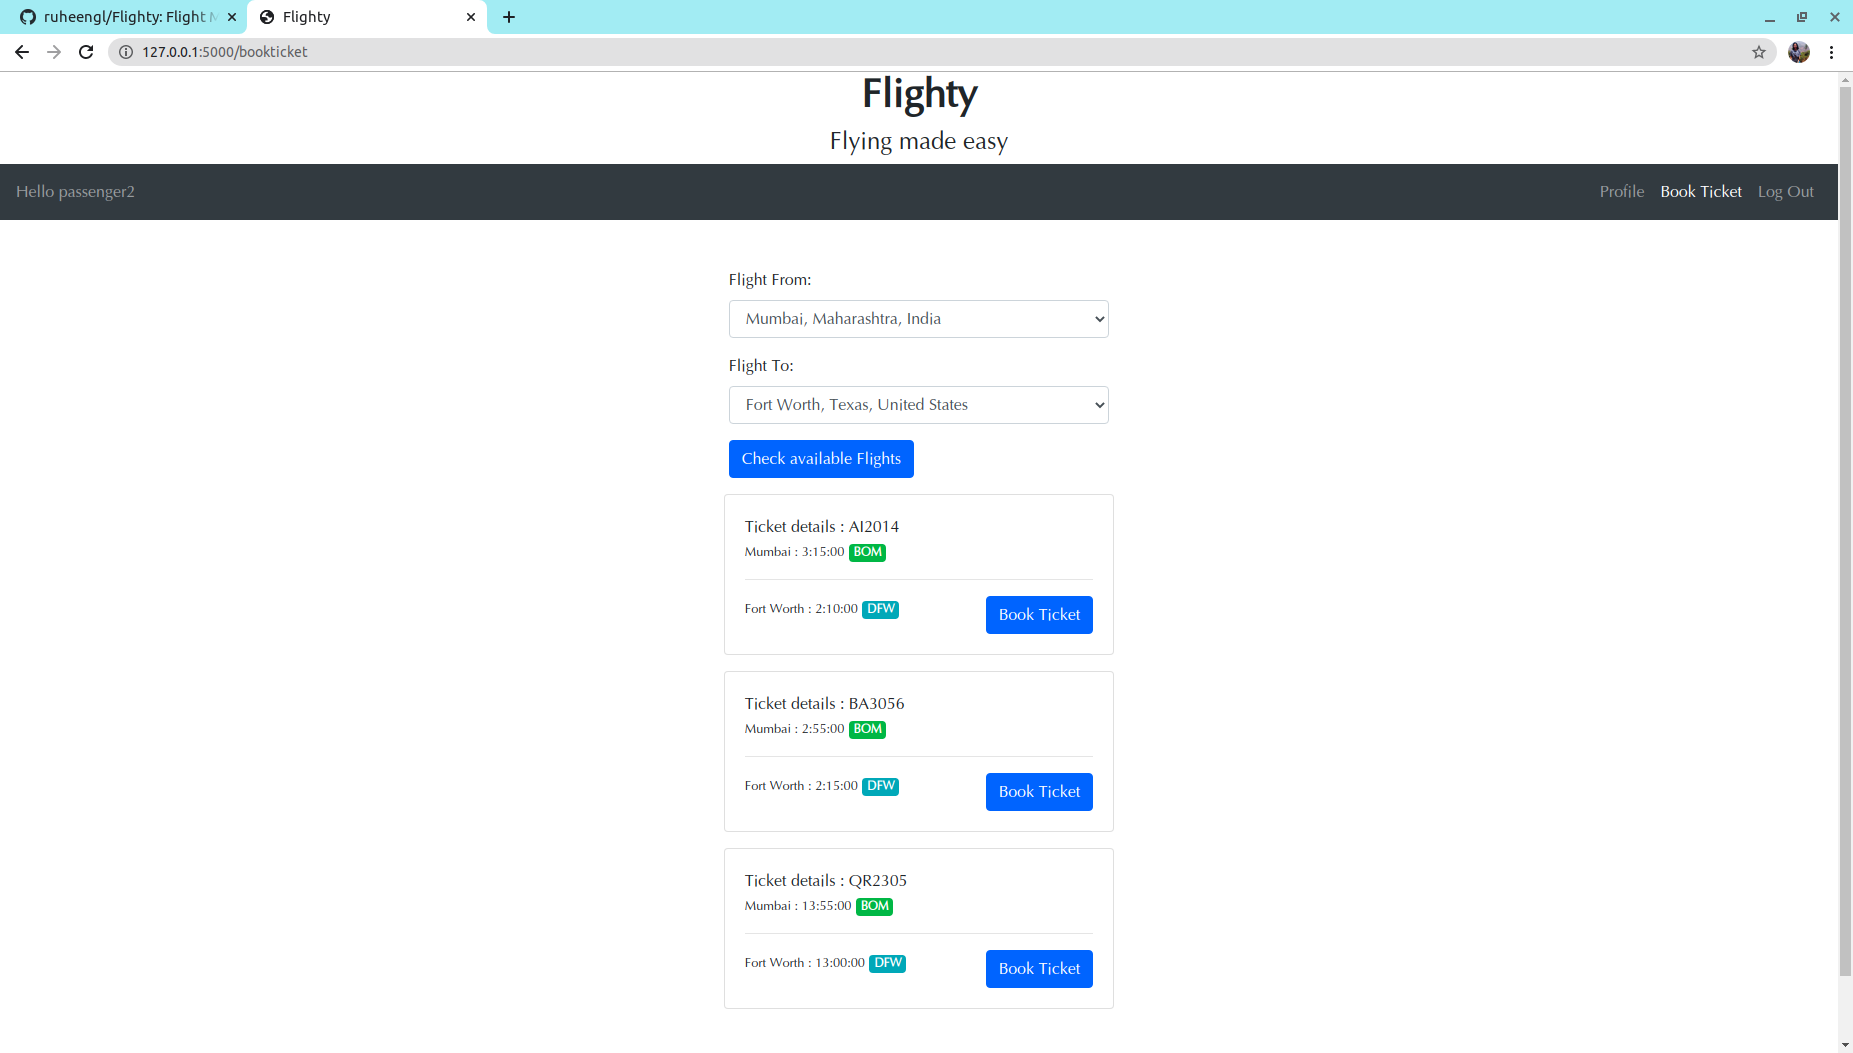 ruheengl/Flighty: Flight M
Flighty
127.0.0.1:5000/bookticket
Flighty
Flying made easy
Hello passenger2
Profile Book Ticket Log Out
Flight From:
Mumbai, Maharashtra, India
Flight To:
Fort Worth, Texas, United States
Check available Flights
Ticket details : AI2014
Mumbai : 3:15:00 BOM
Fort Worth : 2:10:00 DFW
Book Ticket
Ticket details : BA3056
Mumbai : 2:55:00 BOM
Fort Worth : 2:15:00 DFW
Book Ticket
Ticket details : QR2305
Mumbai : 13:55:00 BOM
Fort Worth : 13:00:00 DFW
Book Ticket